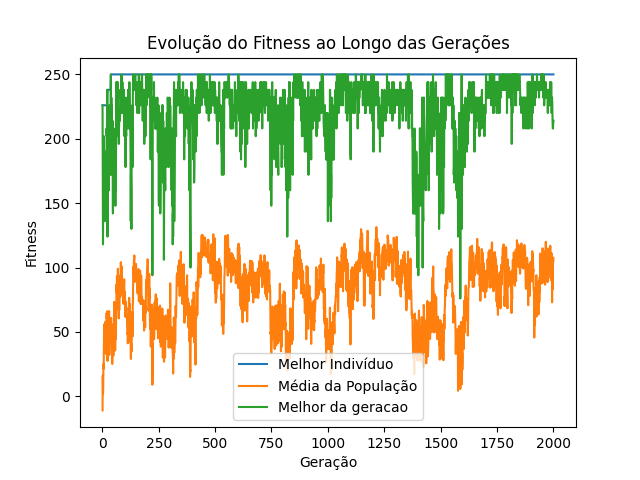 Evolução do Fitness ao Longo das Gerações
250
200
150
100
50
0
Fitness
Melhor Indivíduo
Média da População
Melhor da geracao
0 250 500 750 1000 1250 1500 1750 2000
Geração